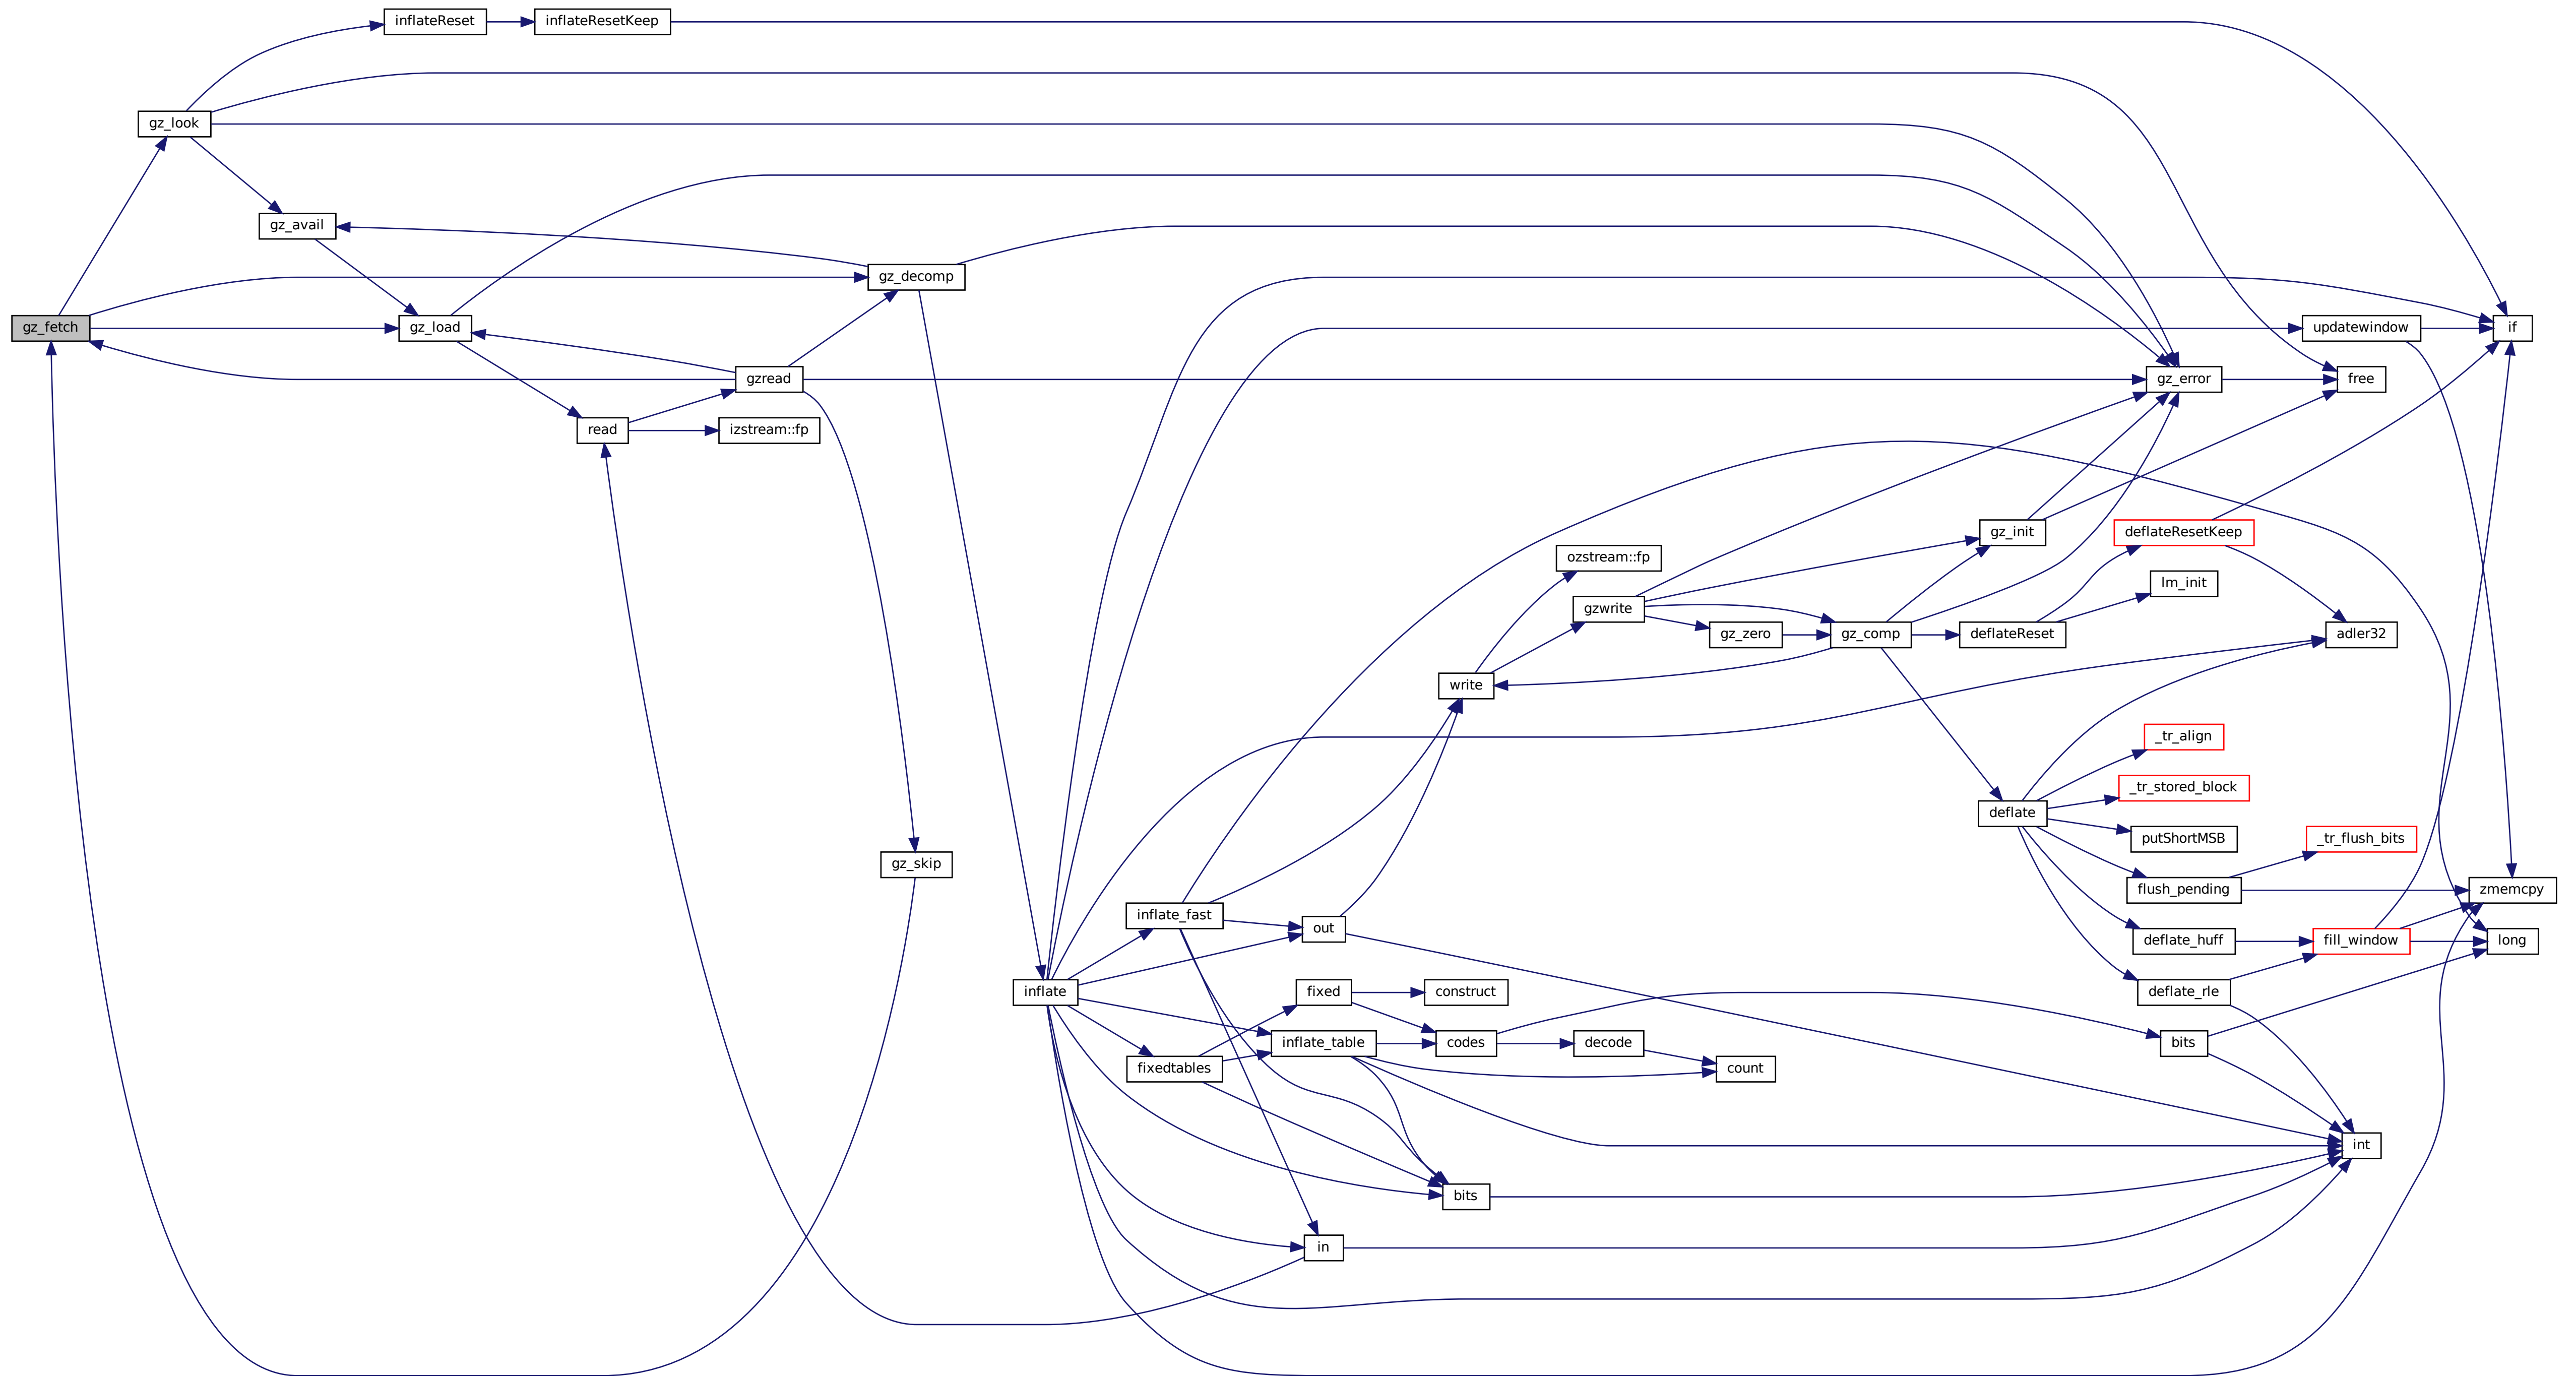 inflateReset
inflateResetKeep
gz_look
gz_avail
gz_decomp
gz_fetch
gz_load
updatewindow
if
gzread
gz_error
free
read
izstream::fp
gz_init
deflateResetKeep
ozstream::fp
lm_init
gzwrite
gz_zero
gz_comp
deflateReset
adler32
write
_tr_align
_tr_stored_block
deflate
putShortMSB
_tr_flush_bits
gz_skip
flush_pending
zmemcpy
inflate_fast
out
deflate_huff
fill_window
long
inflate
fixed
construct
deflate_rle
inflate_table
codes
decode
bits
fixedtables
count
int
bits
in